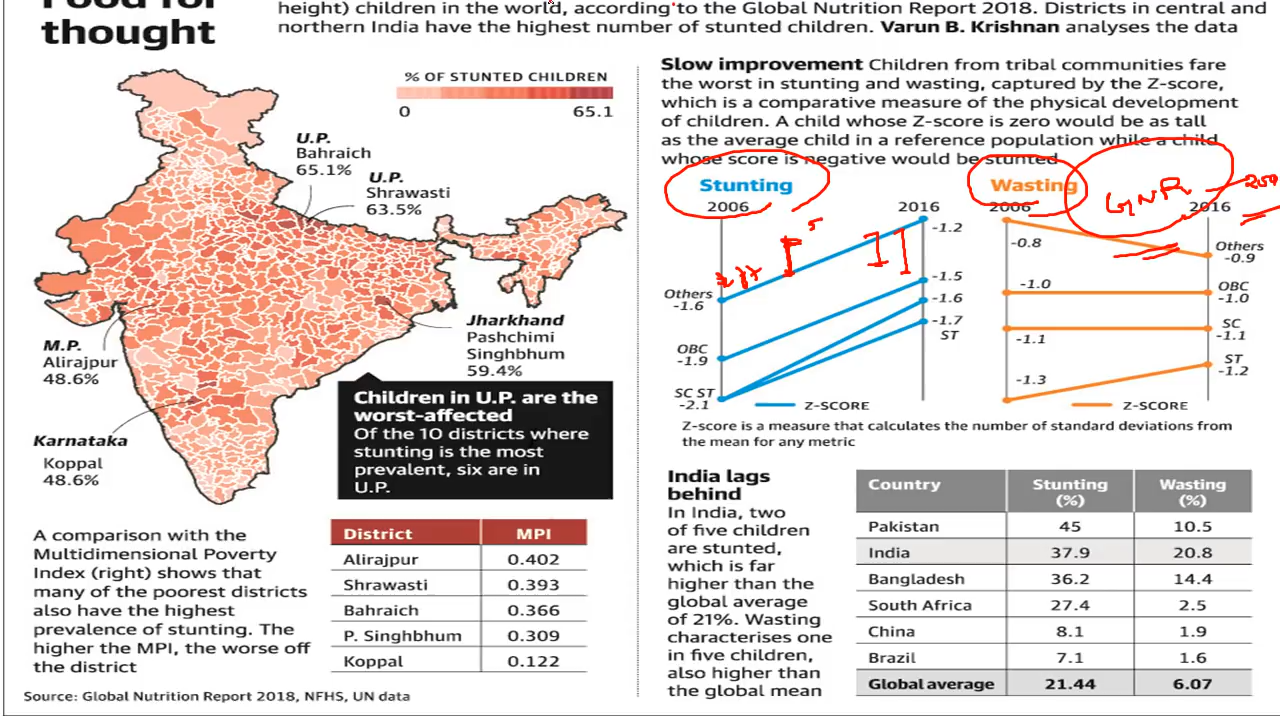 Food for
thought
height) children in the world, according to the Global Nutrition Report 2018. Districts in central and
northern India have the highest number of stunted children. Varun B. Krishnan analyses the data
% OF STUNTED CHILDREN
0 65.1
U.P.
Bahraich
65.1%
U.P.
Shrawasti
63.5%
Jharkhand
Pashchimi
Singhbhum
59.4%
M.P.
Alirajpur
48.6%
Karnataka
Koppal
48.6%
Children in U.P. are the
worst-affected
Of the 10 districts where
stunting is the most
prevalent, six are in
U.P.
A comparison with the
Multidimensional Poverty
Index (right) shows that
many of the poorest districts
also have the highest
prevalence of stunting. The
higher the MPI, the worse off
the district
District MPI
Alirajpur 0.402
Shrawasti 0.393
Bahraich 0.366
P. Singhbhum 0.309
Koppal 0.122
Source: Global Nutrition Report 2018, NFHS, UN data
Slow improvement Children from tribal communities fare
the worst in stunting and wasting, captured by the Z-score,
which is a comparative measure of the physical development
of children. A child whose Z-score is zero would be as tall
as the average child in a reference population while a child
whose score is negative would be stunted
Stunting
2006 2016
Others
-1.6
OBC
-1.9
SC ST
-2.1
-1.2
-1.5
-1.6
-1.7
ST
Z-SCORE
5
Wasting
GNR
2006 2016
-0.8
-1.0
-1.1
-1.3
Others
-0.9
OBC
-1.0
SC
-1.1
ST
-1.2
Z-SCORE
Z-score is a measure that calculates the number of standard deviations from
the mean for any metric
India lags
behind
In India, two
of five children
are stunted,
which is far
higher than the
global average
of 21%. Wasting
characterises one
in five children,
also higher than
the global mean
Country Stunting (%) Wasting (%)
Pakistan 45 10.5
India 37.9 20.8
Bangladesh 36.2 14.4
South Africa 27.4 2.5
China 8.1 1.9
Brazil 7.1 1.6
Global average 21.44 6.07